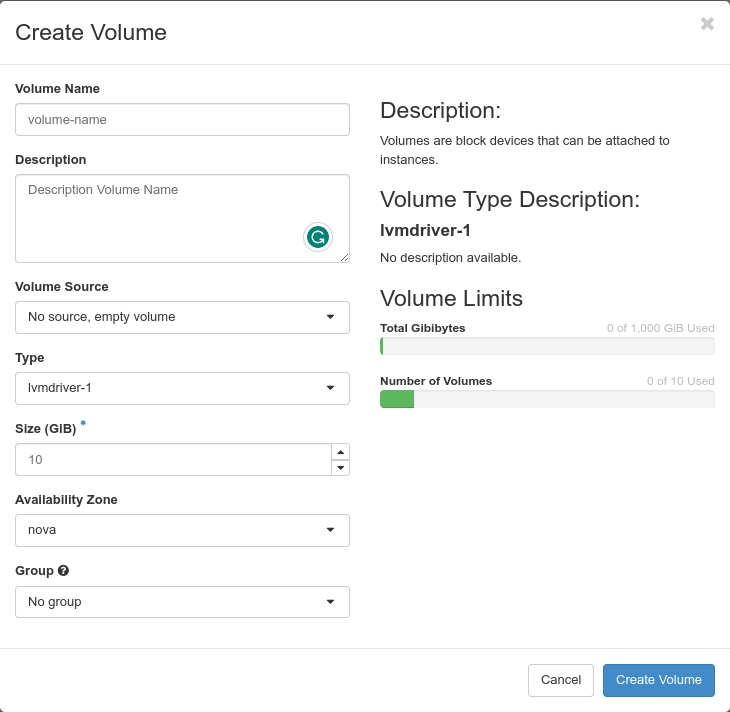 Create Volume
Volume Name
volume-name
Description
Description Volume Name
Volume Source
No source, empty volume
Type
lvmdriver-1
Size (GiB) *
10
Availability Zone
nova
Group
No group
Description:
Volumes are block devices that can be attached to
instances.
Volume Type Description:
lvmdriver-1
No description available.
Volume Limits
Total Gibibytes 0 of 1,000 GiB Used
Number of Volumes 0 of 10 Used
Cancel
Create Volume